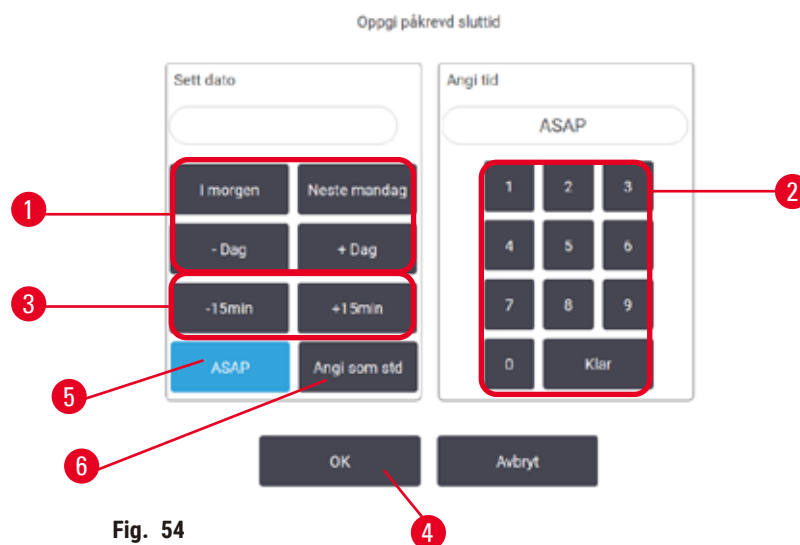 Oppgi påkrevd sluttid
Sett dato
Angi tid
ASAP
I morgen
Neste mandag
1
2
3
1
2
- Dag
+ Dag
4
5
6
-15min
+15min
7
8
9
3
ASAP
Angi som std
0
Klar
5
6
OK
Avbryt
4
Fig. 54